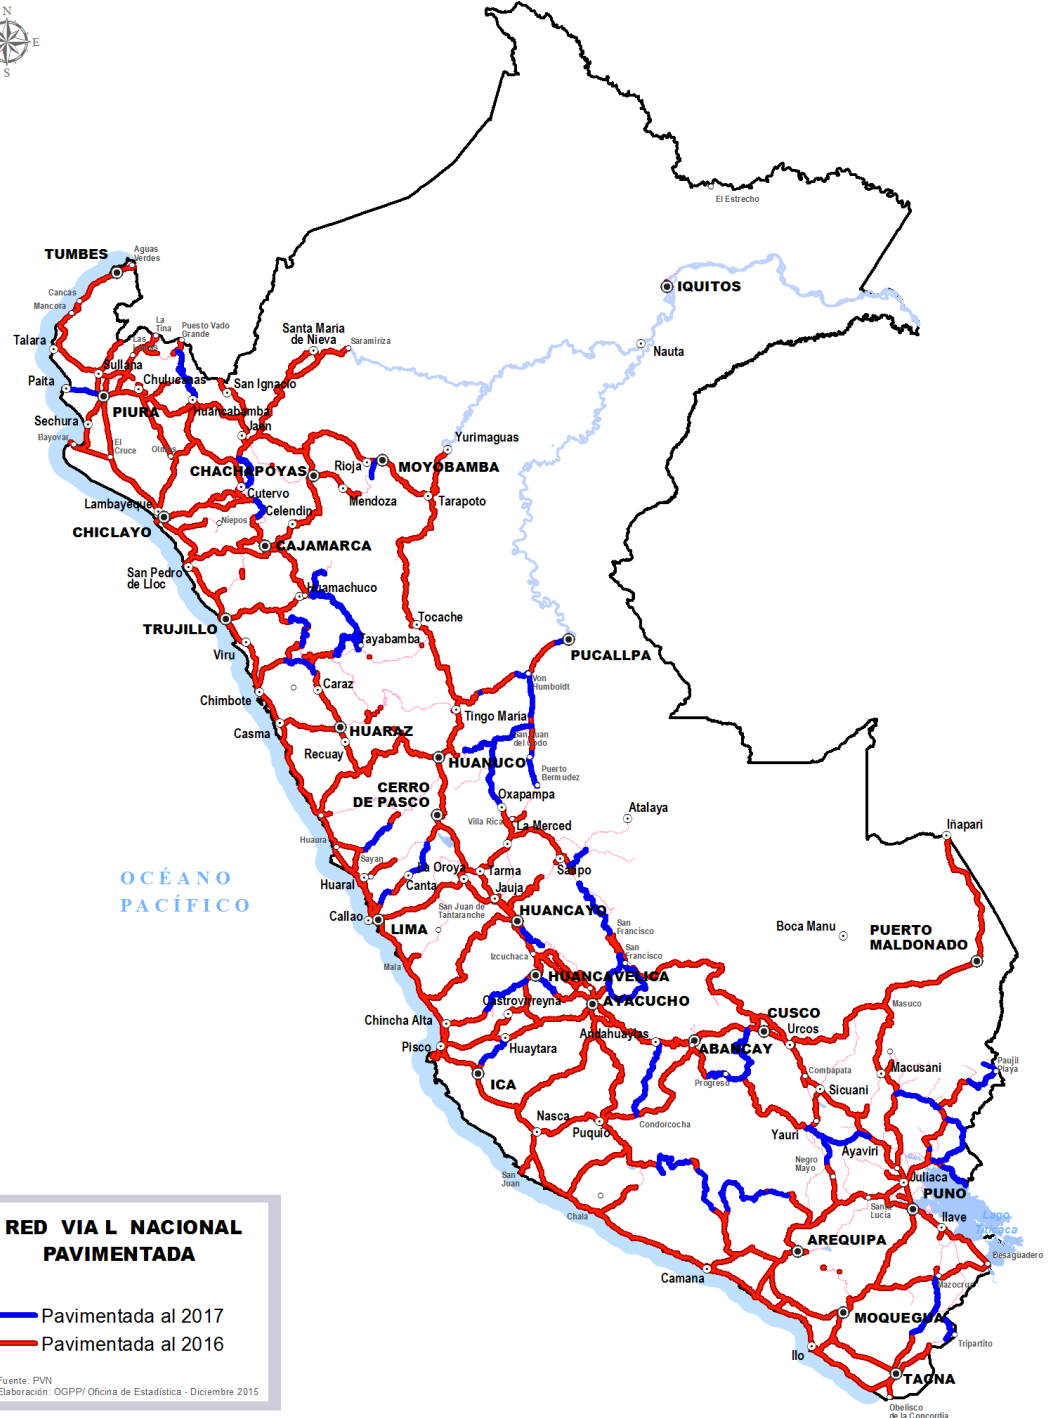 N
E
S
El Estrecho
TUMBES
Aguas
Verdes
IQUITOS
Cancas
Mancora
La
Tina
Puesto Vado
Grande
Santa Maria
de Nieva
Saramiriza
Talara
Las
Nauta
Sullana
Paita
Chulucanas
San Ignacio
PIURA
Huancabamba
Sechura
Jaen
Bayovar
El
Cruce
Olmos
Yurimaguas
CHACHAPOYAS
Rioja
MOYOBAMBA
Cutervo
Mendoza
Tarapoto
Lambayeque
Celendin
Niepos
CHICLAYO
CAJAMARCA
San Pedro
de Lloc
Huamachuco
TRUJILLO
Tocache
Viru
Tayabamba
PUCALLPA
Von
Humboldt
Caraz
Chimbote
Tingo Maria
Casma
HUARAZ
San Juan
del Codo
Recuay
HUANUCO
Puerto
Bermudez
CERRO
DE PASCO
Oxapampa
Atalaya
Villa Rica
La Merced
Iñapari
Huaura
Sayan
La Oroya
Tarma
Satipo
Huaral
Canta
Jauja
OCÉANO
PACÍFICO
San Juan de
Tantaranche
HUANCAYO
Callao
LIMA
San
Francisco
Boca Manu
PUERTO
MALDONADO
San
Francisco
Izcuchaca
Mala
HUANCAVELICA
Castrovirreyna
AYACUCHO
Masuco
CUSCO
Chincha Alta
Andahuaylas
Urcos
Pisco
Huaytara
ABANCAY
Paujil
Playa
Combapata
Macusani
ICA
Progreso
Sicuani
Nasca
Condorcocha
Puquio
Yauri
Ayaviri
Negro
Mayo
San
Juan
Juliaca
PUNO
Santa
Lucia
Chala
Ilave
Lago
Titicaca
RED VIA L NACIONAL
PAVIMENTADA
AREQUIPA
Desaguadero
Camana
Mazocruz
Pavimentada al 2017
MOQUEGUA
Pavimentada al 2016
Tripartito
Ilo
Fuente: PVN
TACNA
Elaboración: OGPP/ Oficina de Estadística - Diciembre 2015
Obelisco
de la Concordia